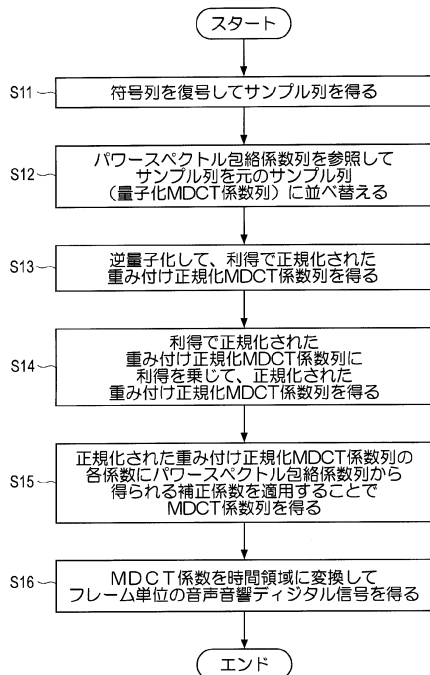 スタート
S11
符号列を復号してサンプル列を得る
S12
パワースペクトル包絡係数列を参照して
サンプル列を元のサンプル列
（量子化MDCT係数列）に並べ替える
S13
逆量子化して、利得で正規化された
重み付け正規化MDCT係数列を得る
S14
利得で正規化された
重み付け正規化MDCT係数列に
利得を乗じて、正規化された
重み付け正規化MDCT係数列を得る
S15
正規化された重み付け正規化MDCT係数列の
各係数にパワースペクトル包絡係数列から
得られる補正係数を適用することで
MDCT係数列を得る
S16
MDCT係数を時間領域に変換して
フレーム単位の音声音響ディジタル信号を得る
エンド